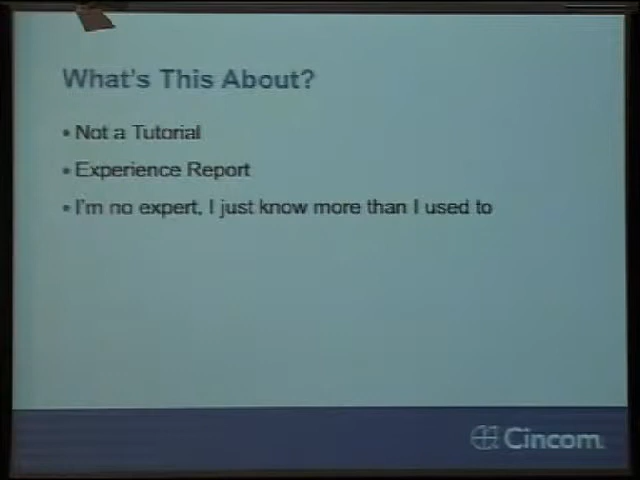 What's This About?
• Not a Tutorial
• Experience Report
• I'm no expert, I just know more than I used to
Cincom